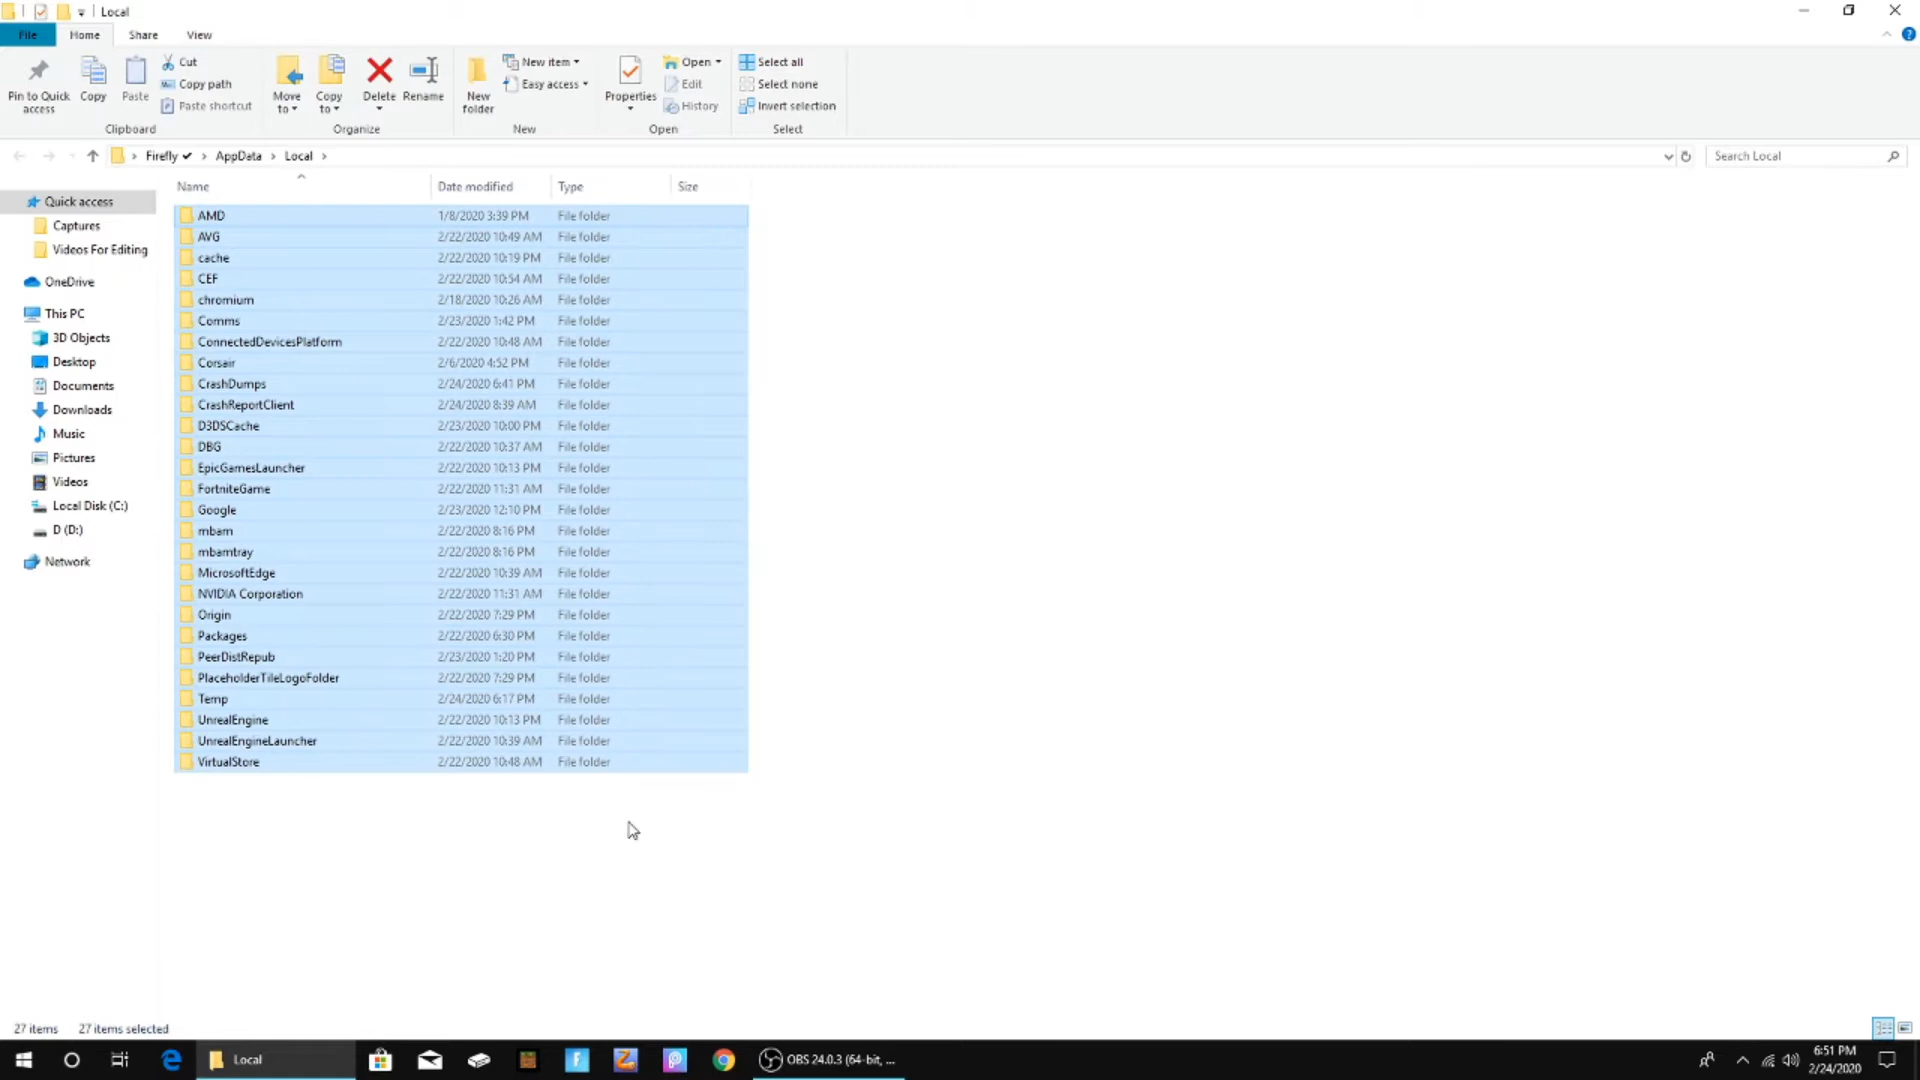 Local
File Home Share View
Pin to Quick access
Copy
Paste
Cut
Copy path
Paste shortcut
Clipboard
Move to
Copy to
Delete
Rename
Organize
New folder
New item
Easy access
New
Properties
Open
Edit
History
Open
Select all
Select none
Invert selection
Select
Firefly ✔ > AppData > Local >
Search Local
Name Date modified Type Size
Quick access
Captures
Videos For Editing
OneDrive
This PC
3D Objects
Desktop
Documents
Downloads
Music
Pictures
Videos
Local Disk (C:)
D (D:)
Network
AMD 1/8/2020 3:39 PM File folder
AVG 2/22/2020 10:49 AM File folder
cache 2/22/2020 10:19 PM File folder
CEF 2/22/2020 10:54 AM File folder
chromium 2/18/2020 10:26 AM File folder
Comms 2/23/2020 1:42 PM File folder
ConnectedDevicesPlatform 2/22/2020 10:48 AM File folder
Corsair 2/6/2020 4:52 PM File folder
CrashDumps 2/24/2020 6:41 PM File folder
CrashReportClient 2/24/2020 8:39 AM File folder
D3DSCache 2/23/2020 10:00 PM File folder
DBG 2/22/2020 10:37 AM File folder
EpicGamesLauncher 2/22/2020 10:13 PM File folder
FortniteGame 2/22/2020 11:31 AM File folder
Google 2/23/2020 12:10 PM File folder
mbam 2/22/2020 8:16 PM File folder
mbamtray 2/22/2020 8:16 PM File folder
MicrosoftEdge 2/22/2020 10:39 AM File folder
NVIDIA Corporation 2/22/2020 11:31 AM File folder
Origin 2/22/2020 7:29 PM File folder
Packages 2/22/2020 6:30 PM File folder
PeerDistRepub 2/23/2020 1:20 PM File folder
PlaceholderTileLogoFolder 2/22/2020 7:29 PM File folder
Temp 2/24/2020 6:17 PM File folder
UnrealEngine 2/22/2020 10:13 PM File folder
UnrealEngineLauncher 2/22/2020 10:39 AM File folder
VirtualStore 2/22/2020 10:48 AM File folder
27 items 27 items selected
Local
OBS 24.0.3 (64-bit, ...
6:51 PM
2/24/2020